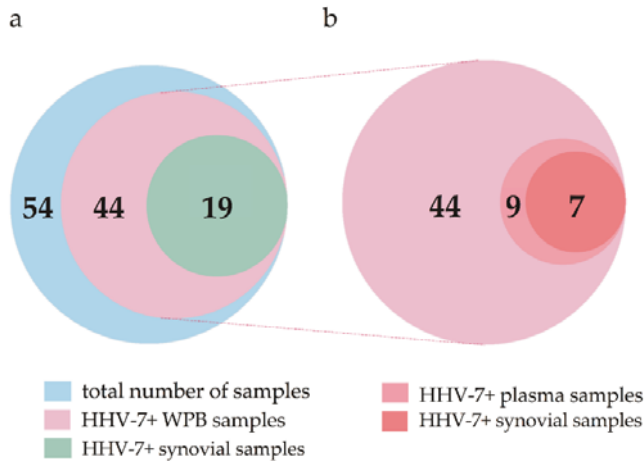 a
b
54
44
19
44
9
7
total number of samples
HHV-7+ WPB samples
HHV-7+ synovial samples
HHV-7+ plasma samples
HHV-7+ synovial samples